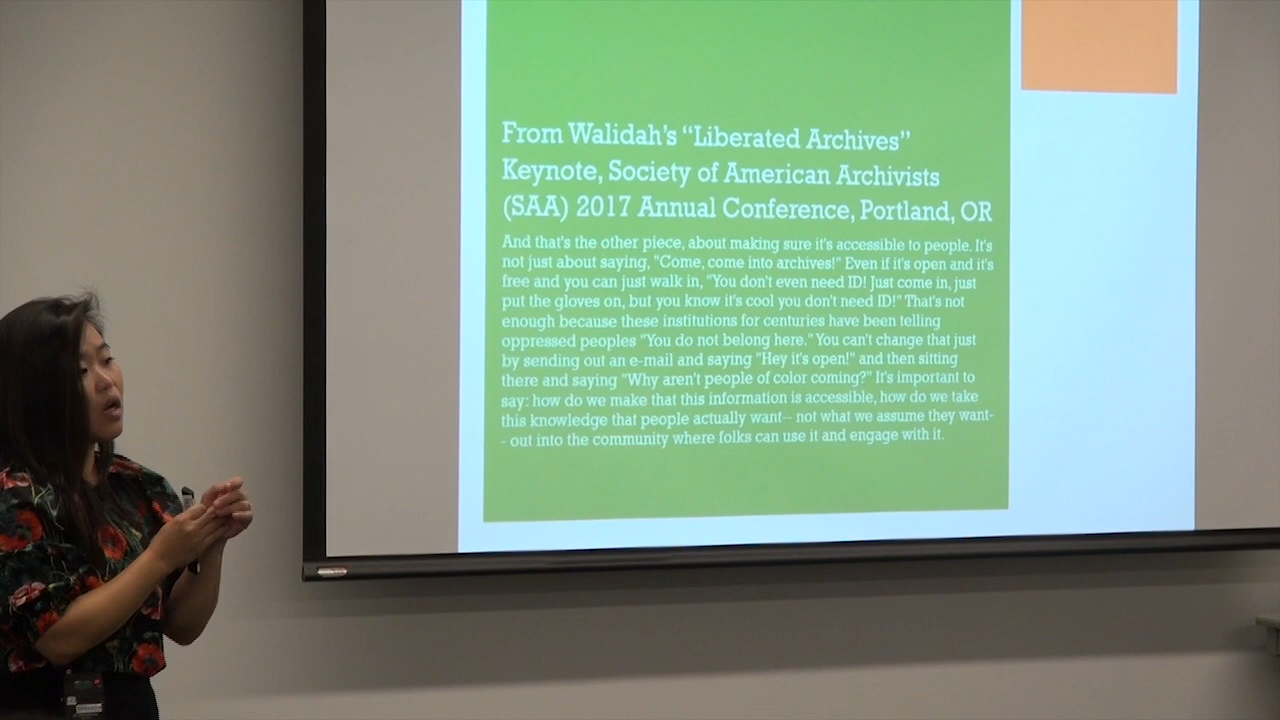 From Walidah's “Liberated Archives”
Keynote, Society of American Archivists
(SAA) 2017 Annual Conference, Portland, OR
And that's the other piece, about making sure it's accessible to people. It's
not just about saying, "Come, come into archives!" Even if it's open and it's
free and you can just walk in, "You don't even need ID! Just come in, just
put the gloves on, but you know it's cool you don't need ID!" That's not
enough because these institutions for centuries have been telling
oppressed peoples "You do not belong here." You can't change that just
by sending out an e-mail and saying "Hey it's open!" and then sitting
there and saying "Why aren't people of color coming?" It's important to
say: how do we make that this information is accessible, how do we take
this knowledge that people actually want-- not what we assume they want-
- out into the community where folks can use it and engage with it.